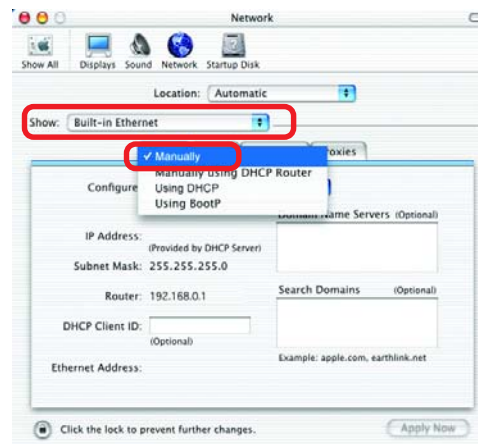 Network
Show All Displays Sound Network Startup Disk
Location: Automatic
Show: Built-in Ethernet
✓ Manually
Manually using DHCP Router
Using DHCP
Using BootP
roxies
Configure
Domain Name Servers (Optional)
IP Address:
(Provided by DHCP Server)
Subnet Mask: 255.255.255.0
Router: 192.168.0.1
Search Domains (Optional)
DHCP Client ID:
(Optional)
Example: apple.com, earthlink.net
Ethernet Address:
Click the lock to prevent further changes.
Apply Now